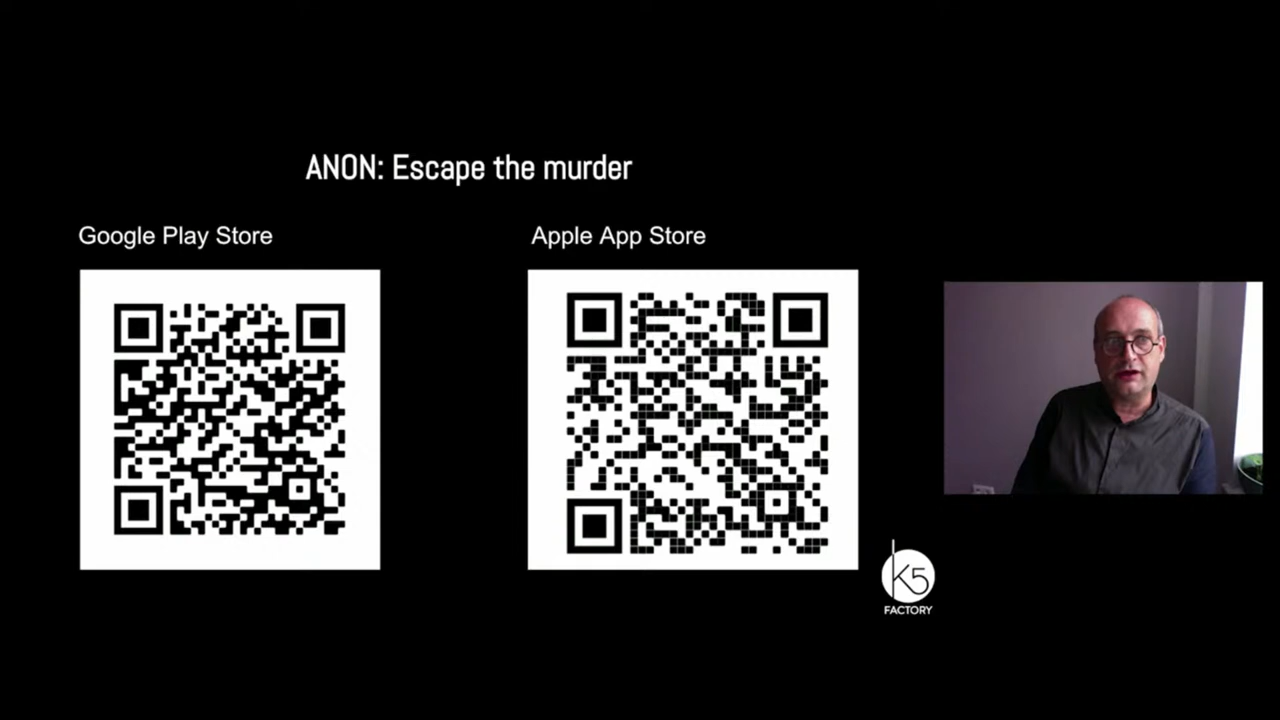 ANON: Escape the murder
Google Play Store
Apple App Store
K5
FACTORY